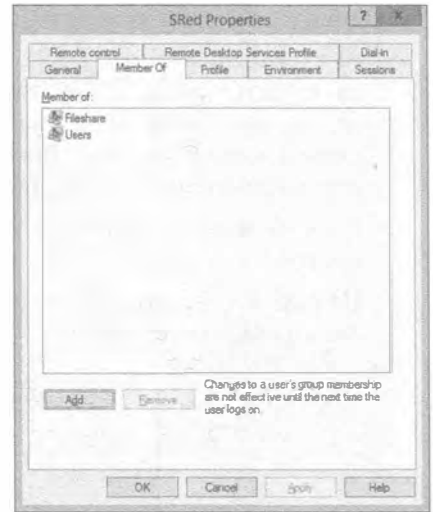 SRed Properties
?
X
Remote control
Remote Desktop Services Profile
Dial-in
General
Member Of
Profile
Environment
Sessions
Member of:
Fileshare
Users
Add...
Remove
Changes to a user's group membership
are not effective until the next time the
user logs on.
OK
Cancel
Apply
Help